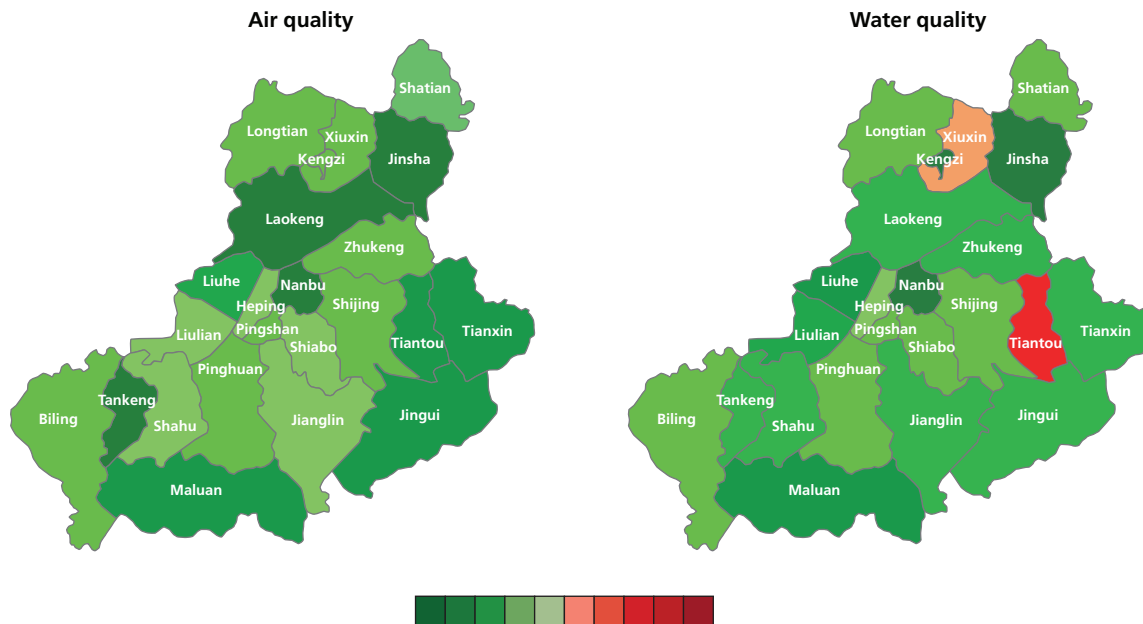 Air quality
Shatian
Longtian
Xiuxin
Kengzi
Jinsha
Laokeng
Zhukeng
Liuhe
Nanbu
Heping
Shijing
Liulian
Pingshan
Tianxin
Shiabo
Tiantou
Pinghuan
Tankeng
Biling
Shahu
Jianglin
Jingui
Maluan
Water quality
Shatian
Longtian
Xiuxin
Kengzi
Jinsha
Laokeng
Zhukeng
Liuhe
Nanbu
Heping
Shijing
Liulian
Pingshan
Tianxin
Shiabo
Tiantou
Pinghuan
Tankeng
Biling
Shahu
Jianglin
Jingui
Maluan